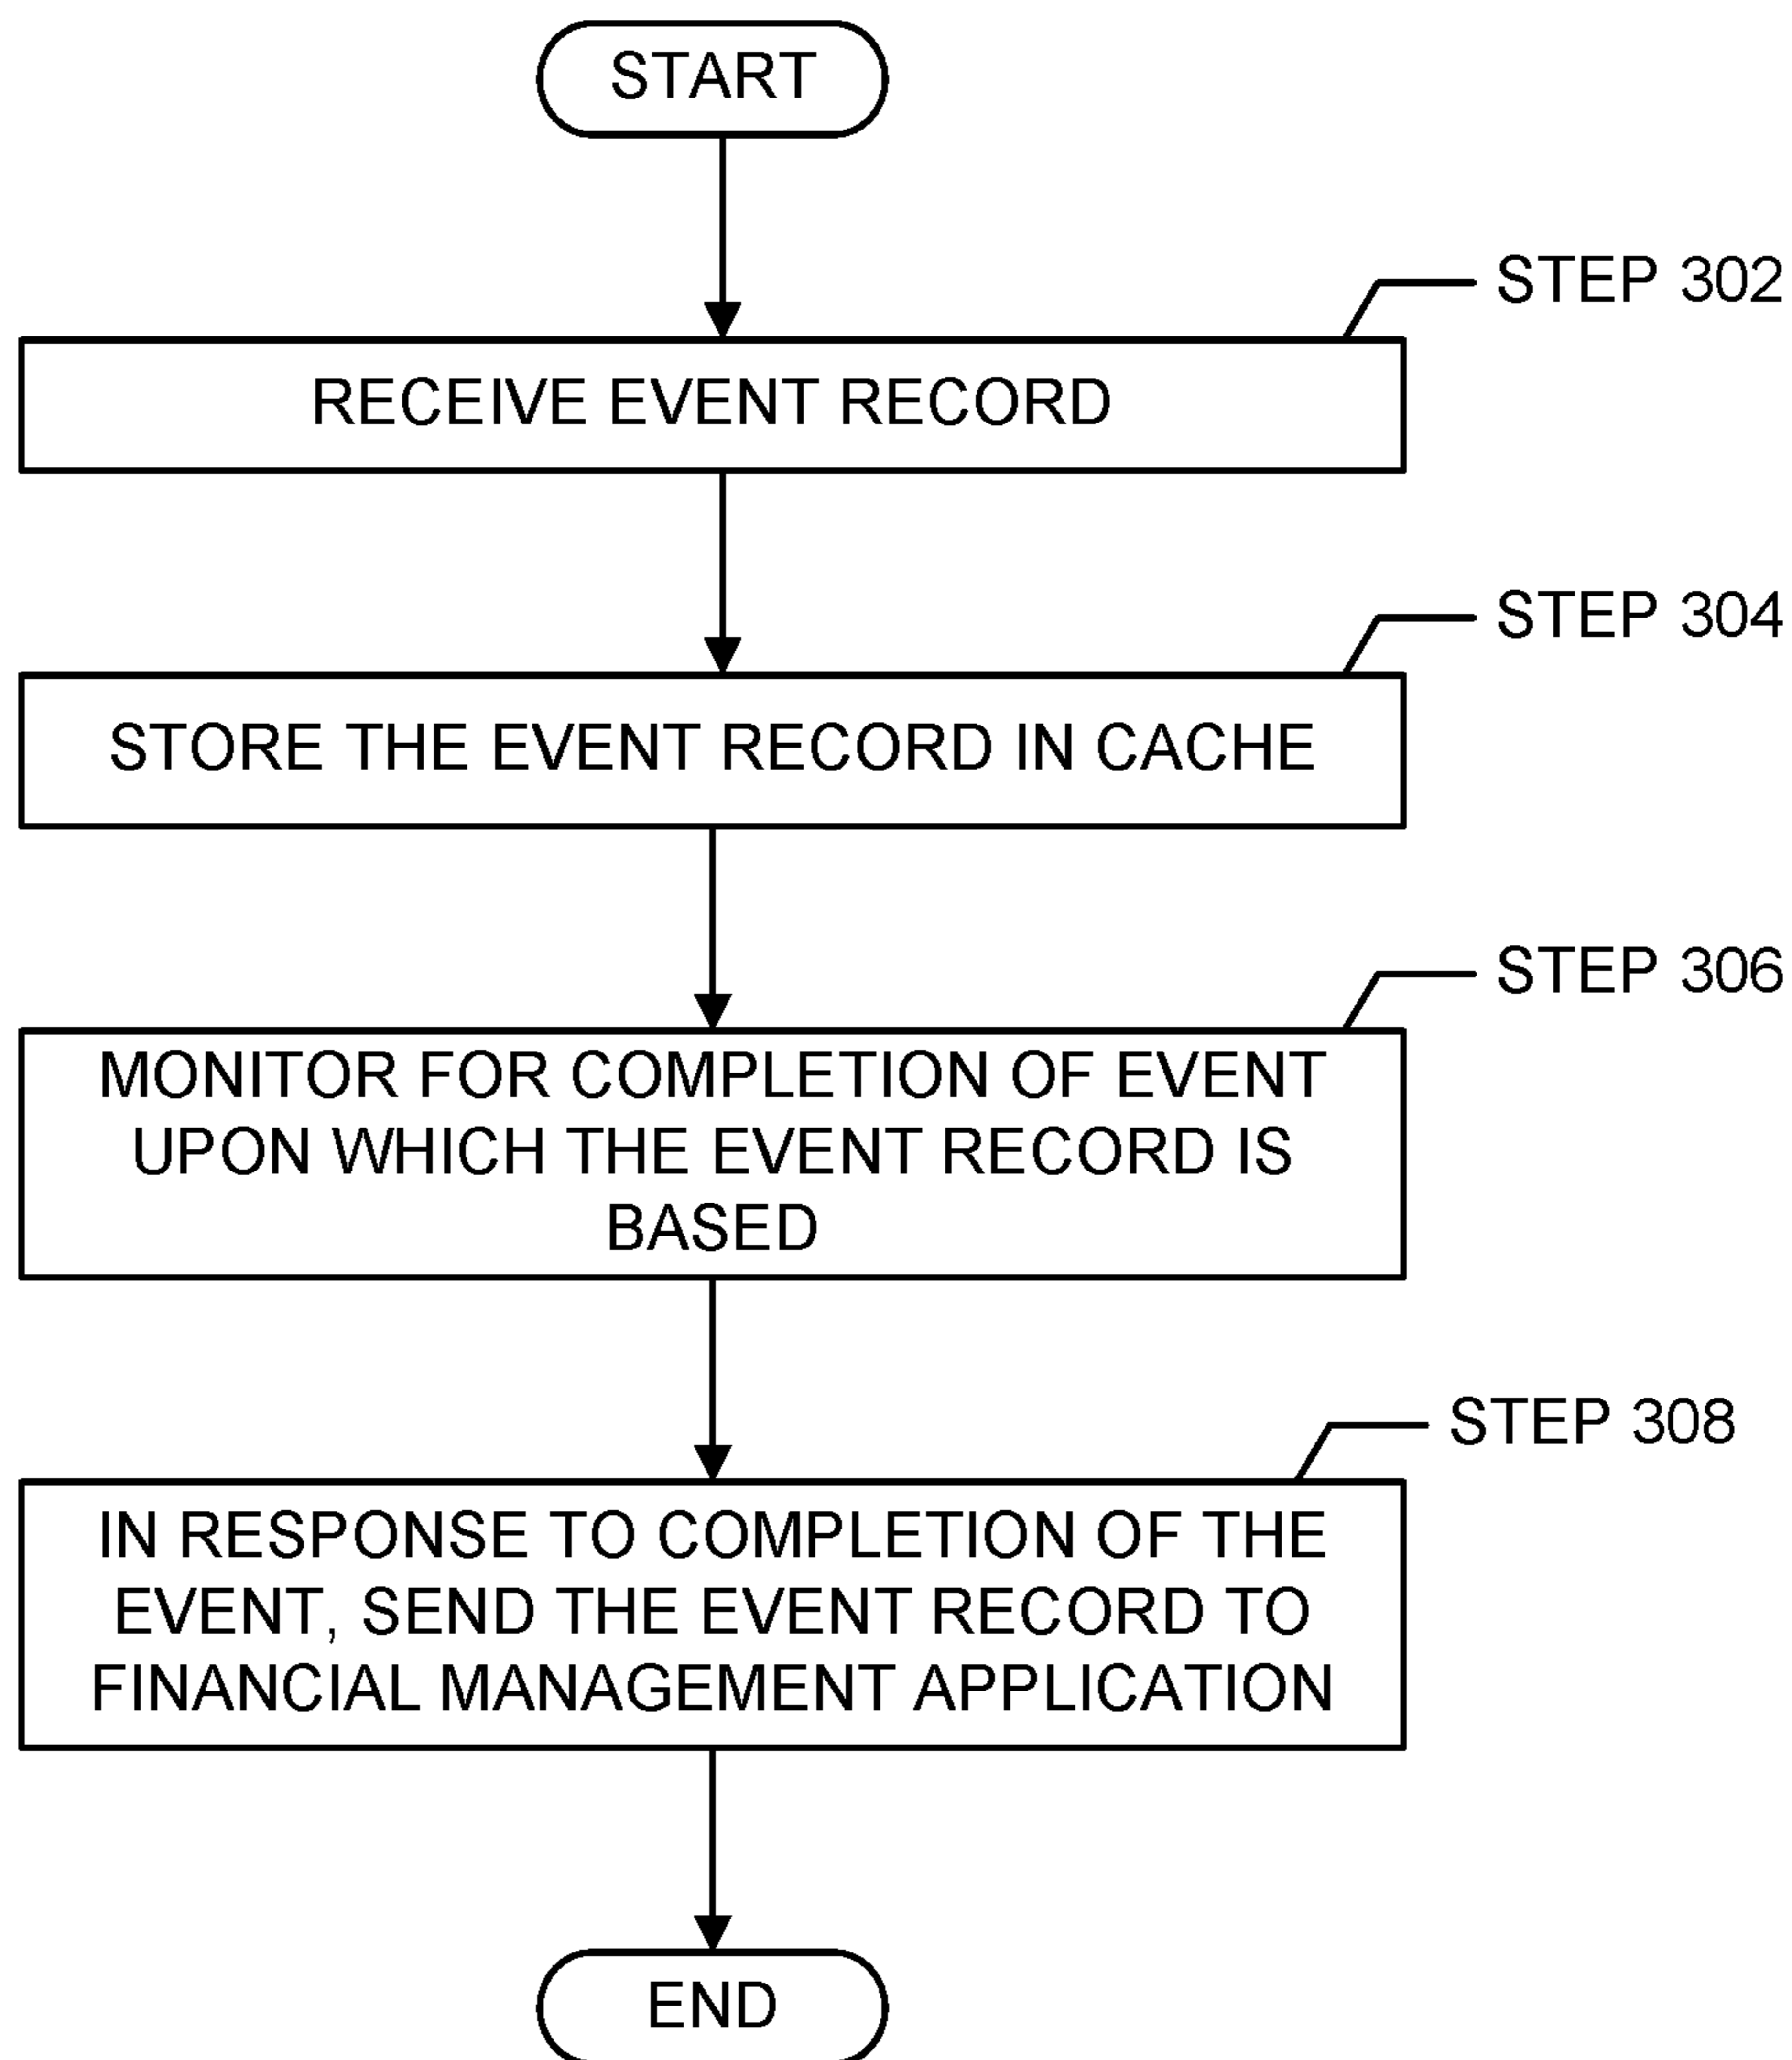 START
STEP 302
RECEIVE EVENT RECORD
STEP 304
STORE THE EVENT RECORD IN CACHE
STEP 306
MONITOR FOR COMPLETION OF EVENT
UPON WHICH THE EVENT RECORD IS
BASED
STEP 308
IN RESPONSE TO COMPLETION OF THE
EVENT, SEND THE EVENT RECORD TO
FINANCIAL MANAGEMENT APPLICATION
END